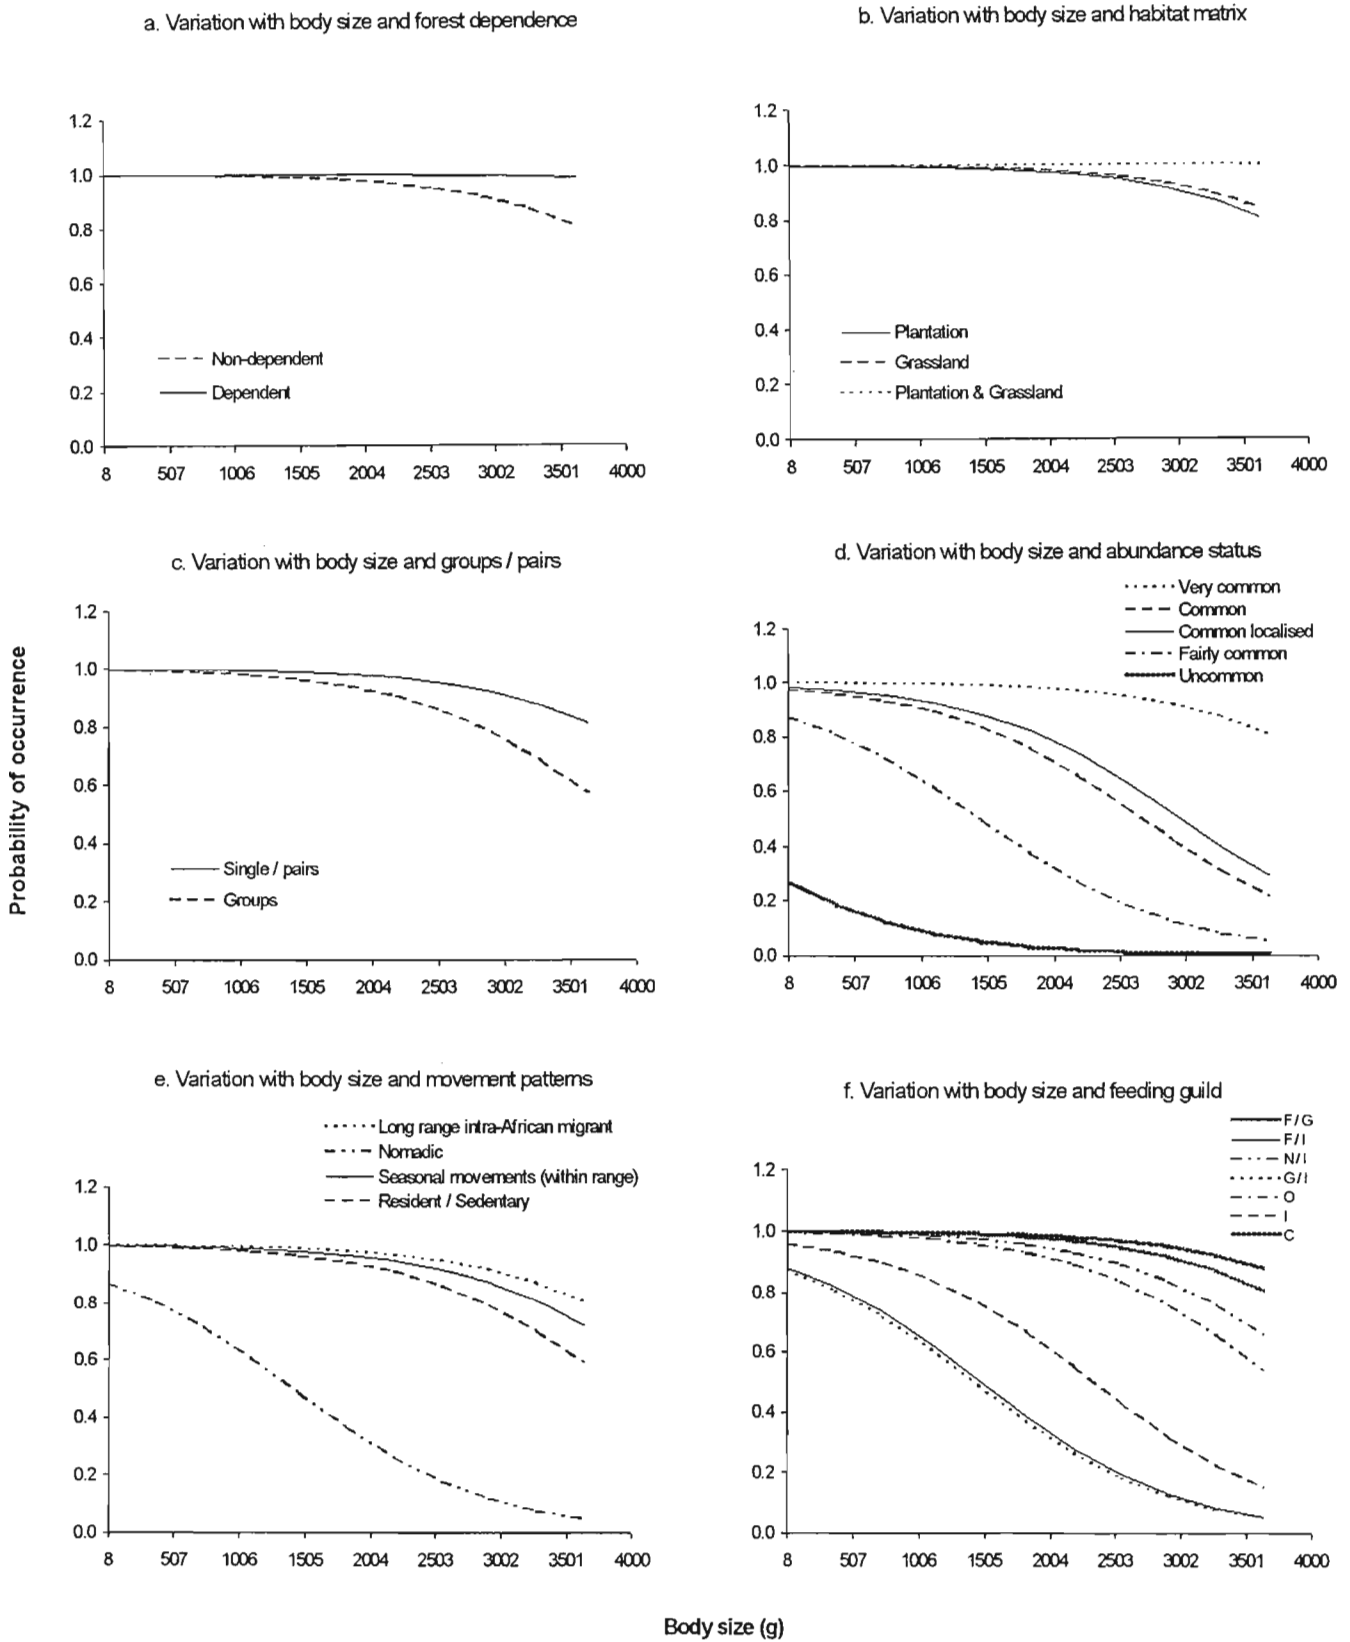 a. Variation with body size and forest dependence
1.2
1.0
0.8
0.6
0.4
0.2
0.0
Non-dependent
Dependent
8 507 1006 1505 2004 2503 3002 3501 4000
b. Variation with body size and habitat matrix
1.2
1.0
0.8
0.6
0.4
0.2
0.0
Plantation
Grassland
Plantation & Grassland
8 507 1006 1505 2004 2503 3002 3501 4000
Probability of occurrence
c. Variation with body size and groups / pairs
1.2
1.0
0.8
0.6
0.4
0.2
0.0
Single / pairs
Groups
8 507 1006 1505 2004 2503 3002 3501 4000
d. Variation with body size and abundance status
Very common
Common
Common localised
Fairly common
Uncommon
1.2
1.0
0.8
0.6
0.4
0.2
0.0
8 507 1006 1505 2004 2503 3002 3501 4000
e. Variation with body size and movement patterns
Long range intra-African migrant
Nomadic
Seasonal movements (within range)
Resident / Sedentary
1.2
1.0
0.8
0.6
0.4
0.2
0.0
8 507 1006 1505 2004 2503 3002 3501 4000
f. Variation with body size and feeding guild
F/G
F/I
N/I
G/I
O
I
C
1.2
1.0
0.8
0.6
0.4
0.2
0.0
8 507 1006 1505 2004 2503 3002 3501 4000
Body size (g)